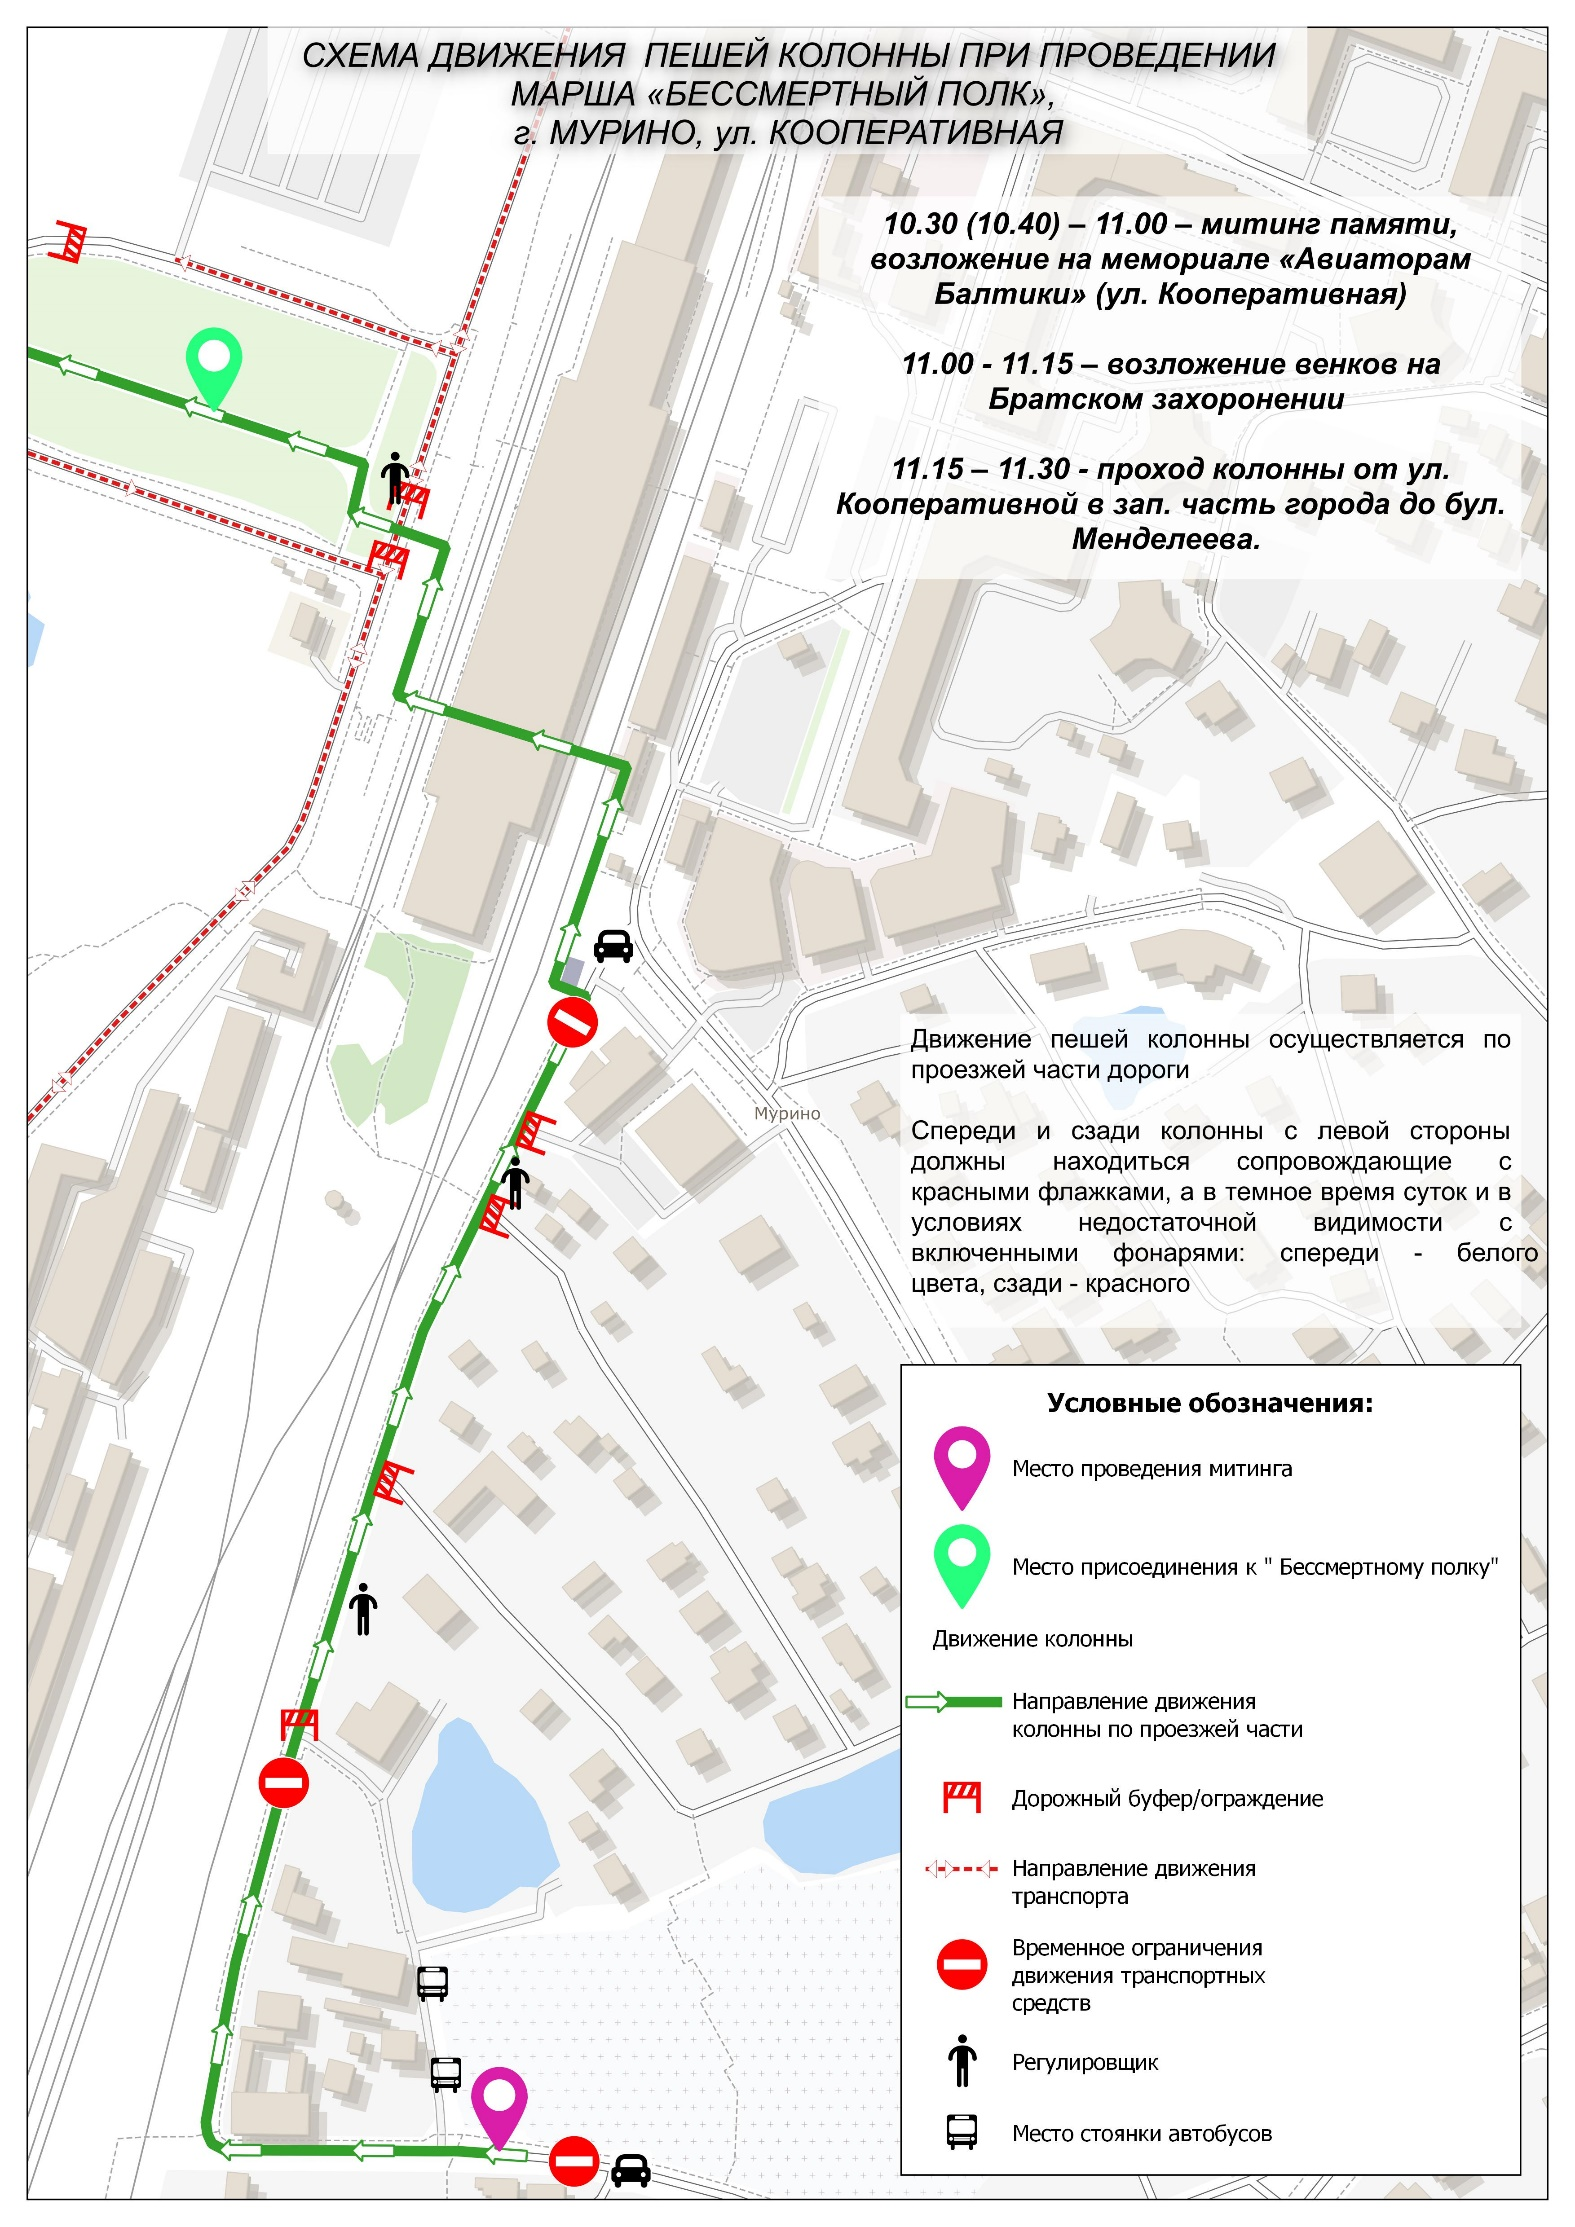 СХЕМА ДВИЖЕНИЯ ПЕШЕЙ КОЛОННЫ ПРИ ПРОВЕДЕНИИ
МАРША «БЕССМЕРТНЫЙ ПОЛК»,
г. МУРИНО, ул. КООПЕРАТИВНАЯ
10.30 (10.40) – 11.00 – митинг памяти,
возложение на мемориале «Авиаторам
Балтики» (ул. Кооперативная)
11.00 - 11.15 – возложение венков на
Братском захоронении
11.15 – 11.30 - проход колонны от ул.
Кооперативной в зап. часть города до бул.
Менделеева.
Движение пешей колонны осуществляется по
проезжей части дороги
Мурино
Спереди и сзади колонны с левой стороны
должны находиться сопровождающие с
красными флажками, а в темное время суток и в
условиях недостаточной видимости с
включенными фонарями: спереди - белого
цвета, сзади - красного
Условные обозначения:
Место проведения митинга
Место присоединения к " Бессмертному полку"
Движение колонны
Направление движения
колонны по проезжей части
Дорожный буфер/ограждение
Направление движения
транспорта
Временное ограничения
движения транспортных
средств
Регулировщик
Место стоянки автобусов